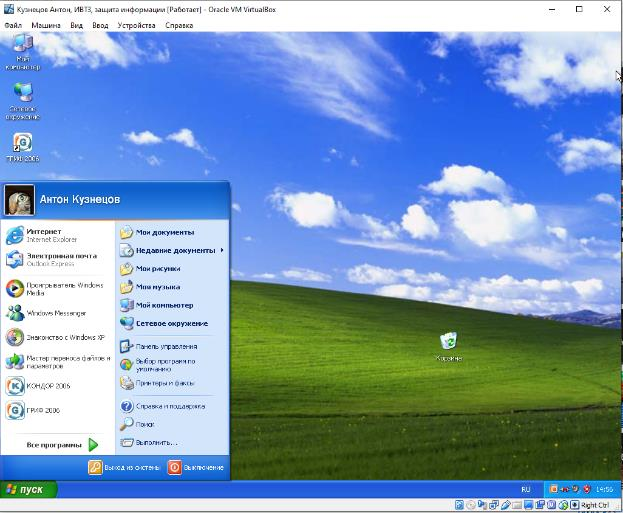 Кузнецов Антон, ИВТ3, защита информации [Работает] - Oracle VM VirtualBox
Файл Машина Вид Ввод Устройства Справка
Мой
компьютер
Сетевое
окружение
ГРИФ 2006
Антон Кузнецов
Интернет
Internet Explorer
Электронная почта
Outlook Express
Проигрыватель Windows
Media
Windows Messenger
Знакомство с Windows XP
Мастер переноса файлов и
параметров
КОНДОР 2006
ГРИФ 2006
Все программы
Мои документы
Недавние документы
Мои рисунки
Моя музыка
Мой компьютер
Сетевое окружение
Панель управления
Выбор программ по
умолчанию
Принтеры и факсы
Справка и поддержка
Поиск
Выполнить...
Выход из системы
Выключение
Корзина
пуск
RU
14:56
Right Ctrl